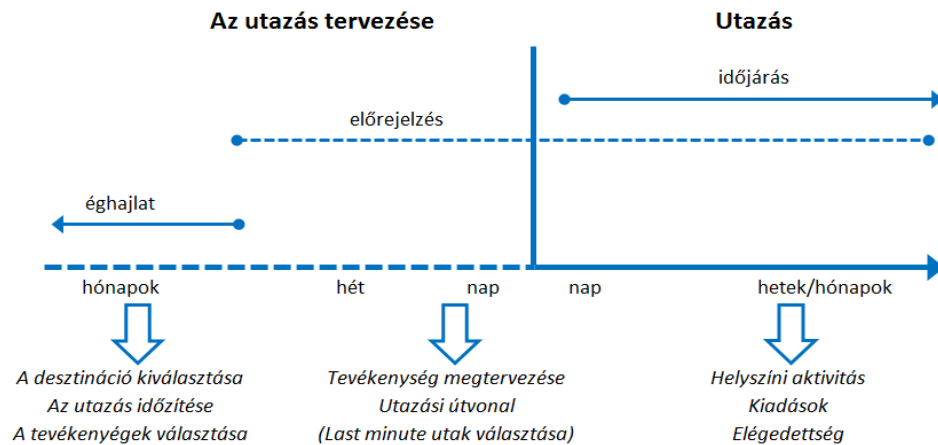 Az utazás tervezése
Utazás
időjárás
előrejelzés
éghajlat
hónapok
hét
nap
nap
hetek/hónapok
A desztináció kiválasztása
Az utazás időzítése
A tevékenyégek választása
Tevékenység megtervezése
Utazási útvonal
(Last minute utak választása)
Helyszíni aktivitás
Kiadások
Elégedettség